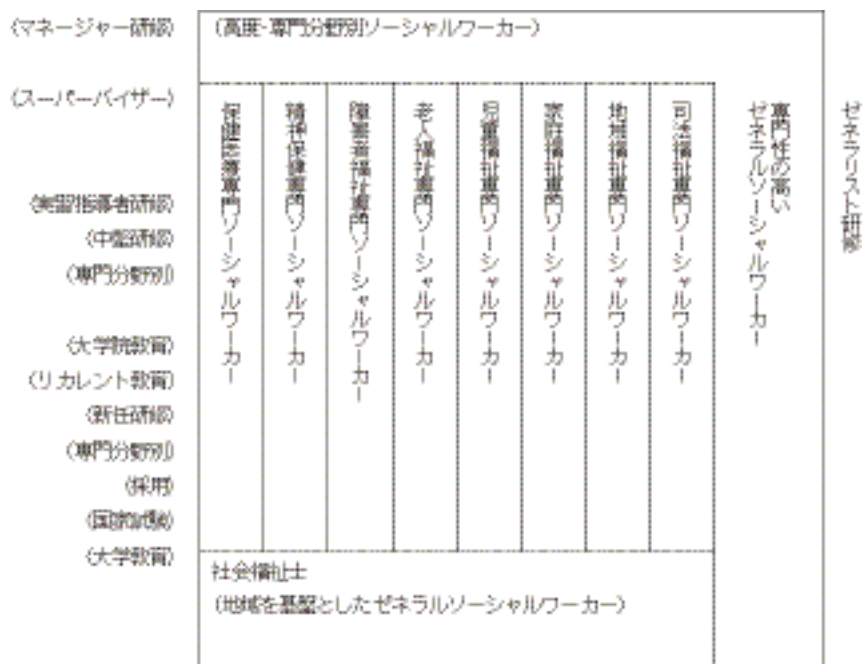 (マネージャー研修)
(高度・専門分野別ソーシャルワーカー)
(スーパーバイザー)
保健医療専門ソーシャルワーカー
精神保健専門ソーシャルワーカー
障害者福祉専門ソーシャルワーカー
老人福祉専門ソーシャルワーカー
児童福祉専門ソーシャルワーカー
家庭福祉専門ソーシャルワーカー
地域福祉専門ソーシャルワーカー
司法福祉専門ソーシャルワーカー
専門性の高い
ゼネラルソーシャルワーカー
ゼネラリスト研修
(実習指導者研修)
(中堅研修)
(専門分野別)
(大学院教育)
(リカレント教育)
(新任研修)
(専門分野別)
(採用)
(国家試験)
(大学教育)
社会福祉士
(地域を基盤としたゼネラルソーシャルワーカー)